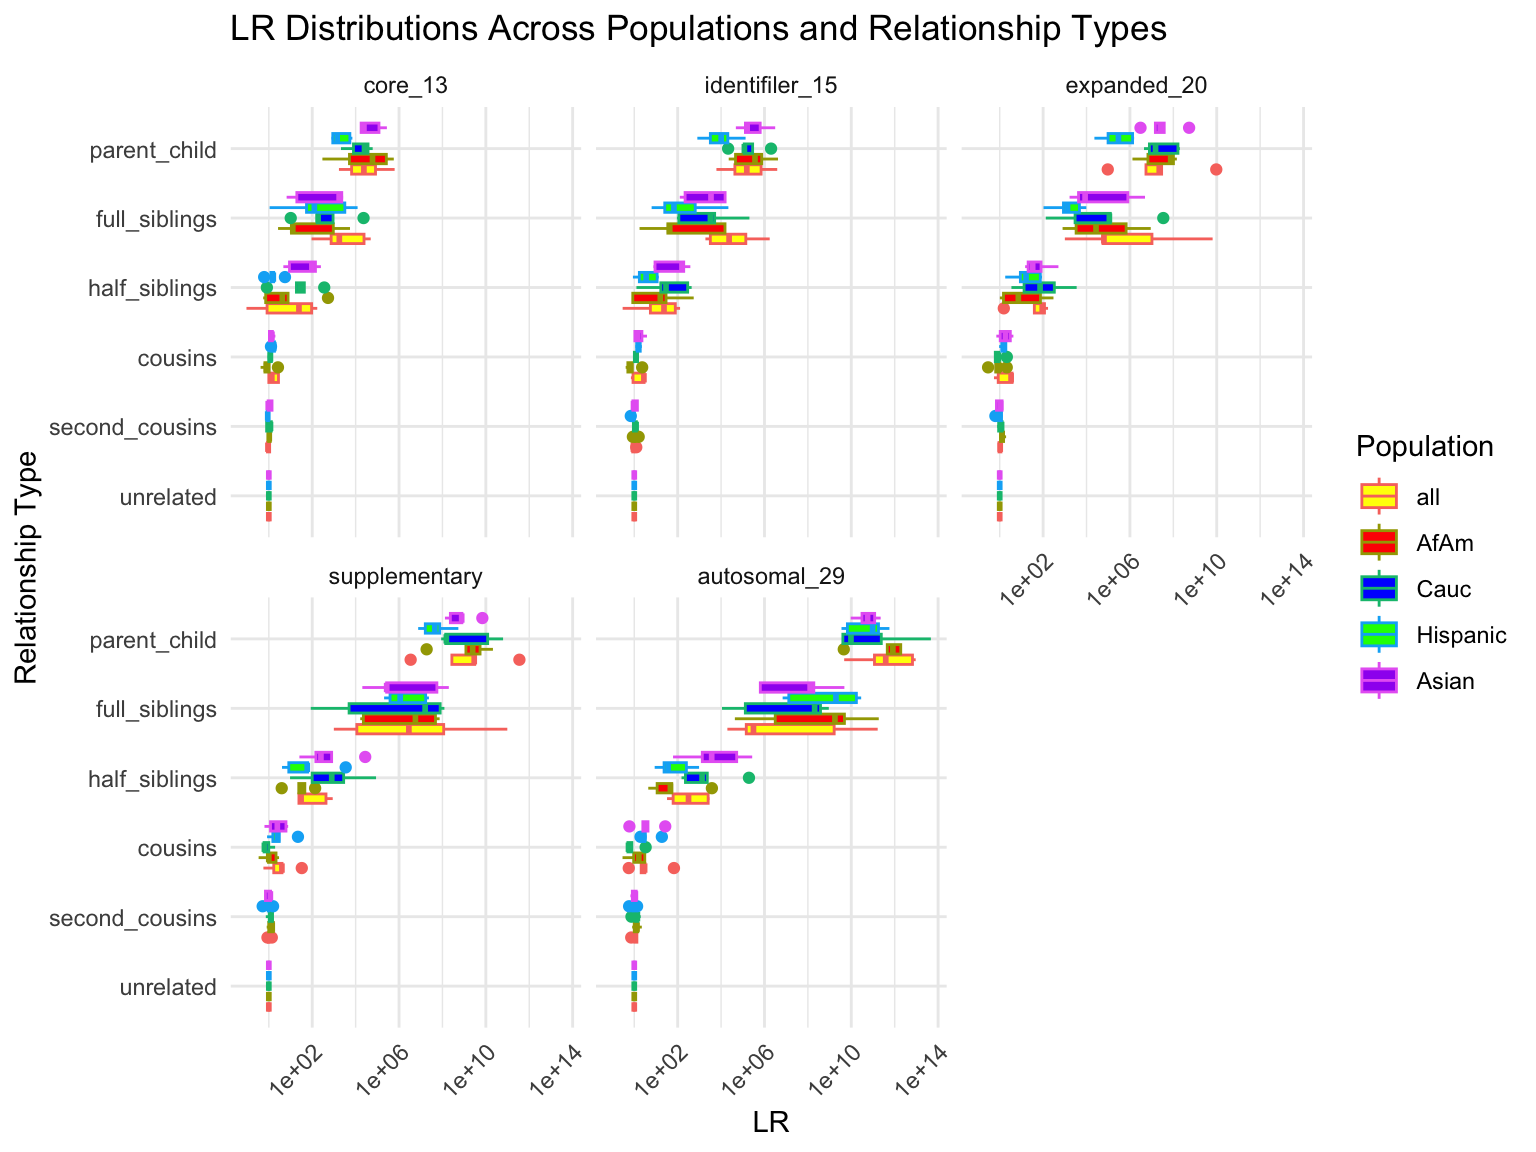 LR Distributions Across Populations and Relationship Types
core_13
identifiler_15
expanded_20
parent_child
full_siblings
half_siblings
cousins
second_cousins
unrelated
1e+02
1e+06
1e+10
1e+14
supplementary
autosomal_29
parent_child
full_siblings
half_siblings
cousins
second_cousins
unrelated
1e+02
1e+06
1e+10
1e+14
1e+02
1e+06
1e+10
1e+14
LR
Relationship Type
Population
all
AfAm
Cauc
Hispanic
Asian